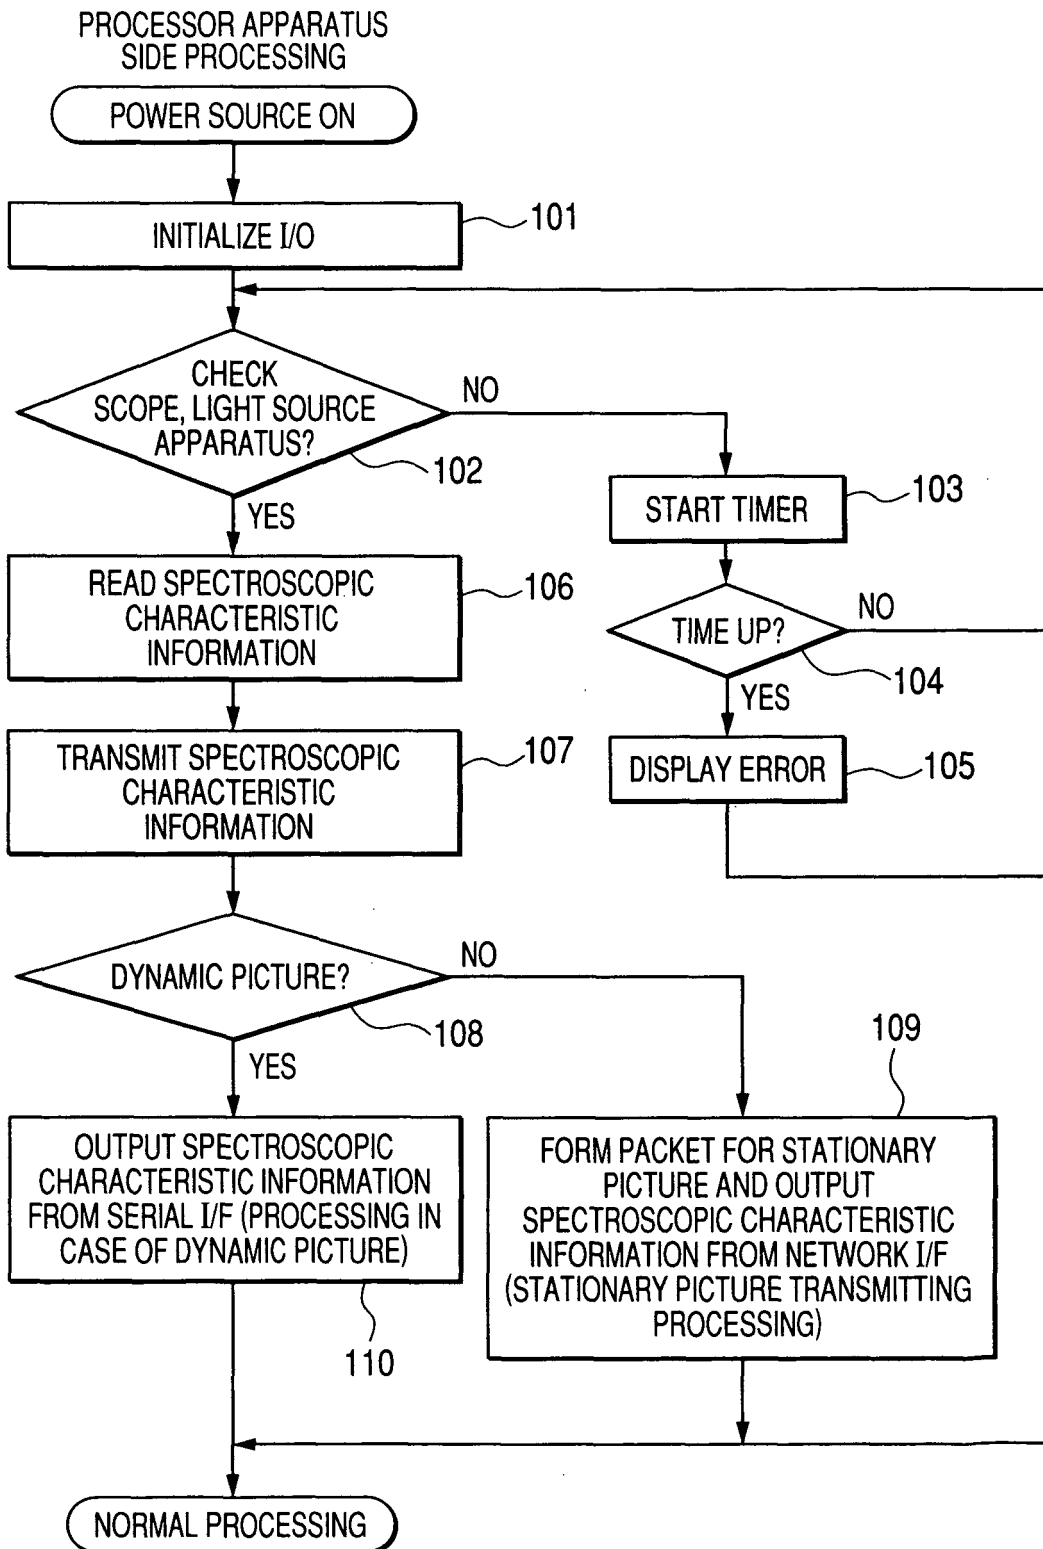 PROCESSOR APPARATUS
SIDE PROCESSING
POWER SOURCE ON
INITIALIZE I/O
101
CHECK
SCOPE, LIGHT SOURCE
APPARATUS?
NO
102
YES
START TIMER
103
READ SPECTROSCOPIC
CHARACTERISTIC
INFORMATION
106
TIME UP?
NO
104
YES
TRANSMIT SPECTROSCOPIC
CHARACTERISTIC
INFORMATION
107
DISPLAY ERROR
105
DYNAMIC PICTURE?
NO
108
YES
109
OUTPUT SPECTROSCOPIC
CHARACTERISTIC INFORMATION
FROM SERIAL I/F (PROCESSING IN
CASE OF DYNAMIC PICTURE)
110
FORM PACKET FOR STATIONARY
PICTURE AND OUTPUT
SPECTROSCOPIC CHARACTERISTIC
INFORMATION FROM NETWORK I/F
(STATIONARY PICTURE TRANSMITTING
PROCESSING)
NORMAL PROCESSING